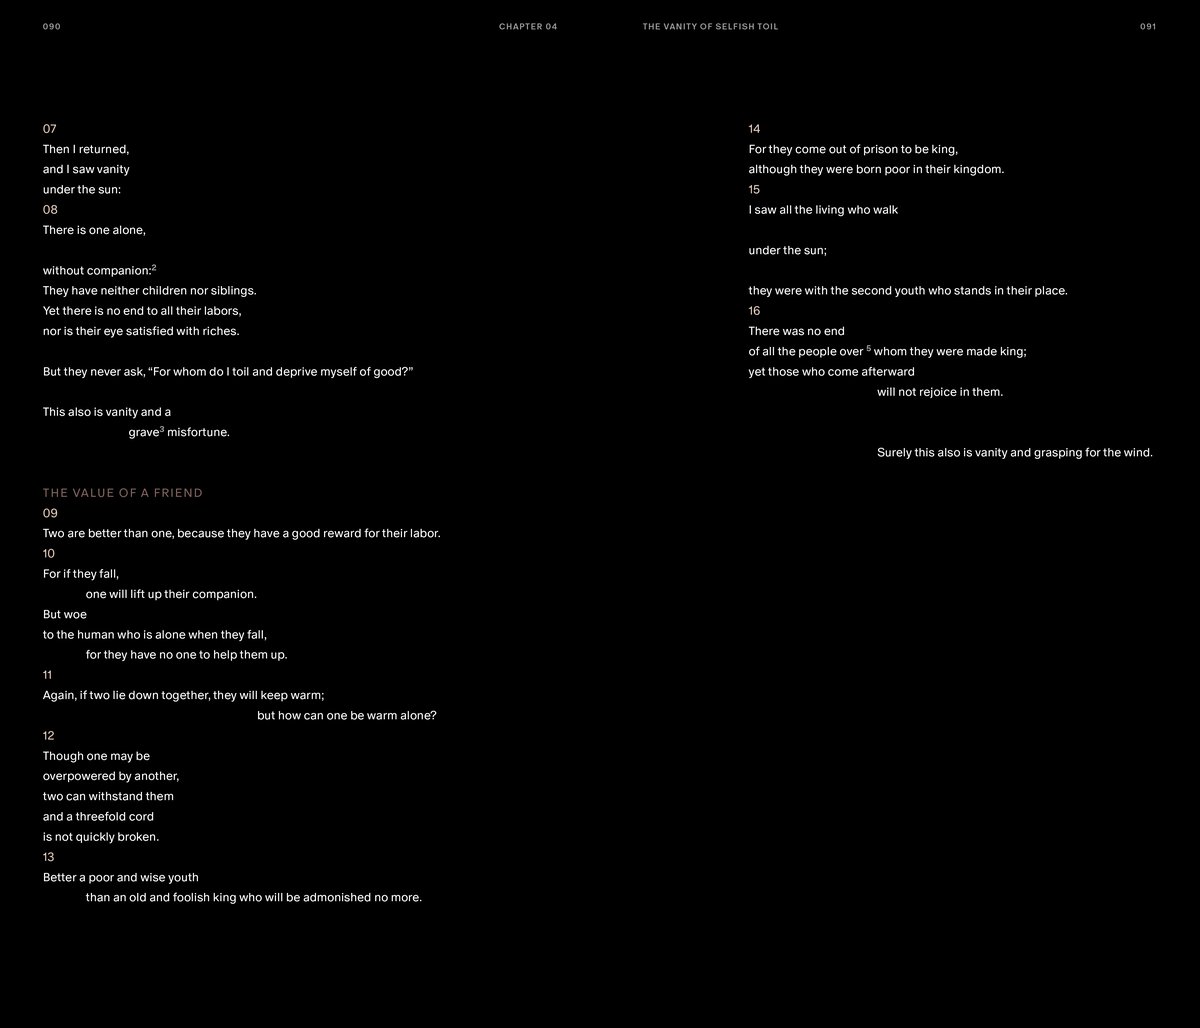 090
CHAPTER 04
07
Then I returned,
and I saw vanity
under the sun:
08
There is one alone,
without companion:²
They have neither children nor siblings.
Yet there is no end to all their labors,
nor is their eye satisfied with riches.
But they never ask, “For whom do I toil and deprive myself of good?”
This also is vanity and a
grave³ misfortune.
THE VALUE OF A FRIEND
09
Two are better than one, because they have a good reward for their labor.
10
For if they fall,
one will lift up their companion.
But woe
to the human who is alone when they fall,
for they have no one to help them up.
11
Again, if two lie down together, they will keep warm;
but how can one be warm alone?
12
Though one may be
overpowered by another,
two can withstand them
and a threefold cord
is not quickly broken.
13
Better a poor and wise youth
than an old and foolish king who will be admonished no more.
THE VANITY OF SELFISH TOIL
091
14
For they come out of prison to be king,
although they were born poor in their kingdom.
15
I saw all the living who walk
under the sun;
they were with the second youth who stands in their place.
16
There was no end
of all the people over ⁵ whom they were made king;
yet those who come afterward
will not rejoice in them.
Surely this also is vanity and grasping for the wind.